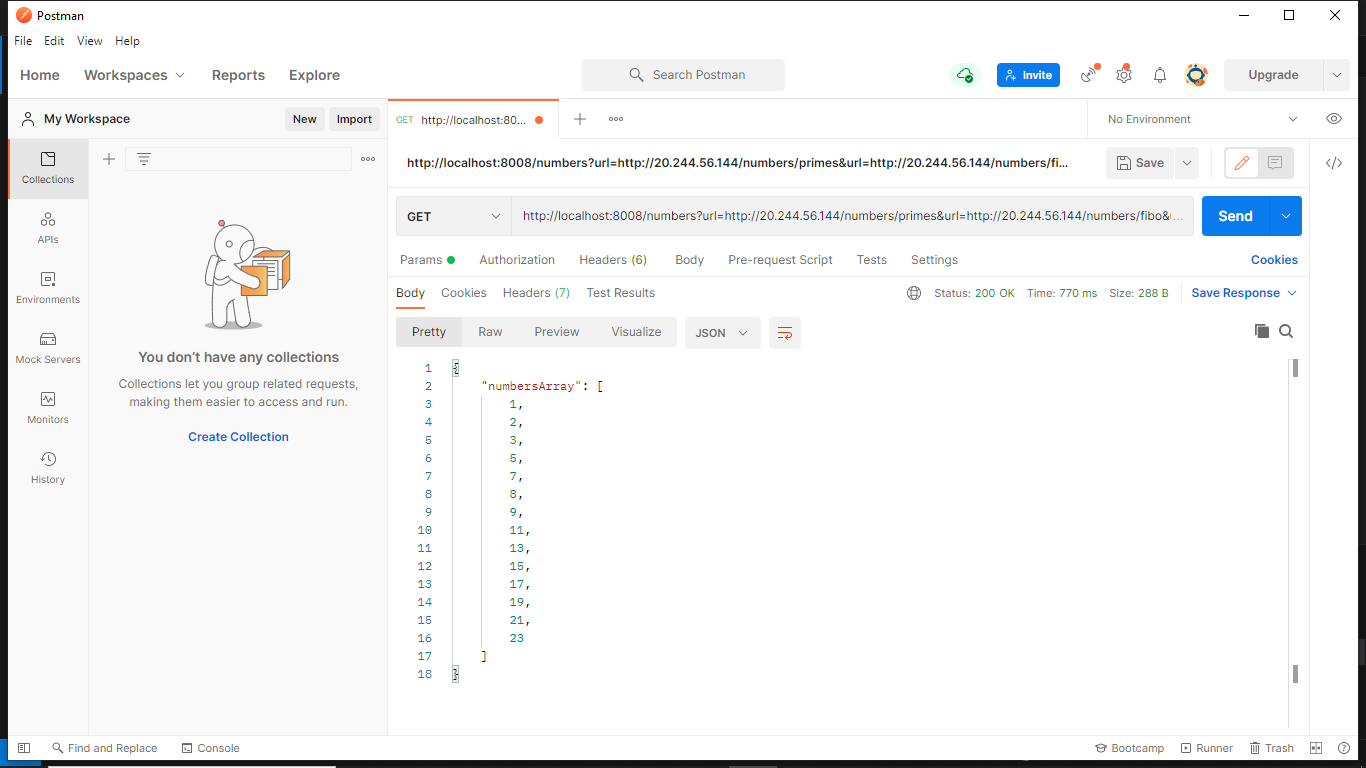 Postman
File Edit View Help
Home Workspaces Reports Explore Search Postman Invite Upgrade
My Workspace New Import GET http://localhost:80... No Environment
Collections
APIs
Environments
Mock Servers
Monitors
History
You don't have any collections
Collections let you group related requests,
making them easier to access and run.
Create Collection
http://localhost:8008/numbers?url=http://20.244.56.144/numbers/primes&url=http://20.244.56.144/numbers/fi... Save
GET http://localhost:8008/numbers?url=http://20.244.56.144/numbers/primes&url=http://20.244.56.144/numbers/fibo&... Send
Params Authorization Headers (6) Body Pre-request Script Tests Settings Cookies
Body Cookies Headers (7) Test Results Status: 200 OK Time: 770 ms Size: 288 B Save Response
Pretty Raw Preview Visualize JSON
1 {
2 "numbersArray": [
3 1,
4 2,
5 3,
6 5,
7 7,
8 8,
9 9,
10 11,
11 13,
12 15,
13 17,
14 19,
15 21,
16 23
17 ]
18 }
Find and Replace Console Bootcamp Runner Trash